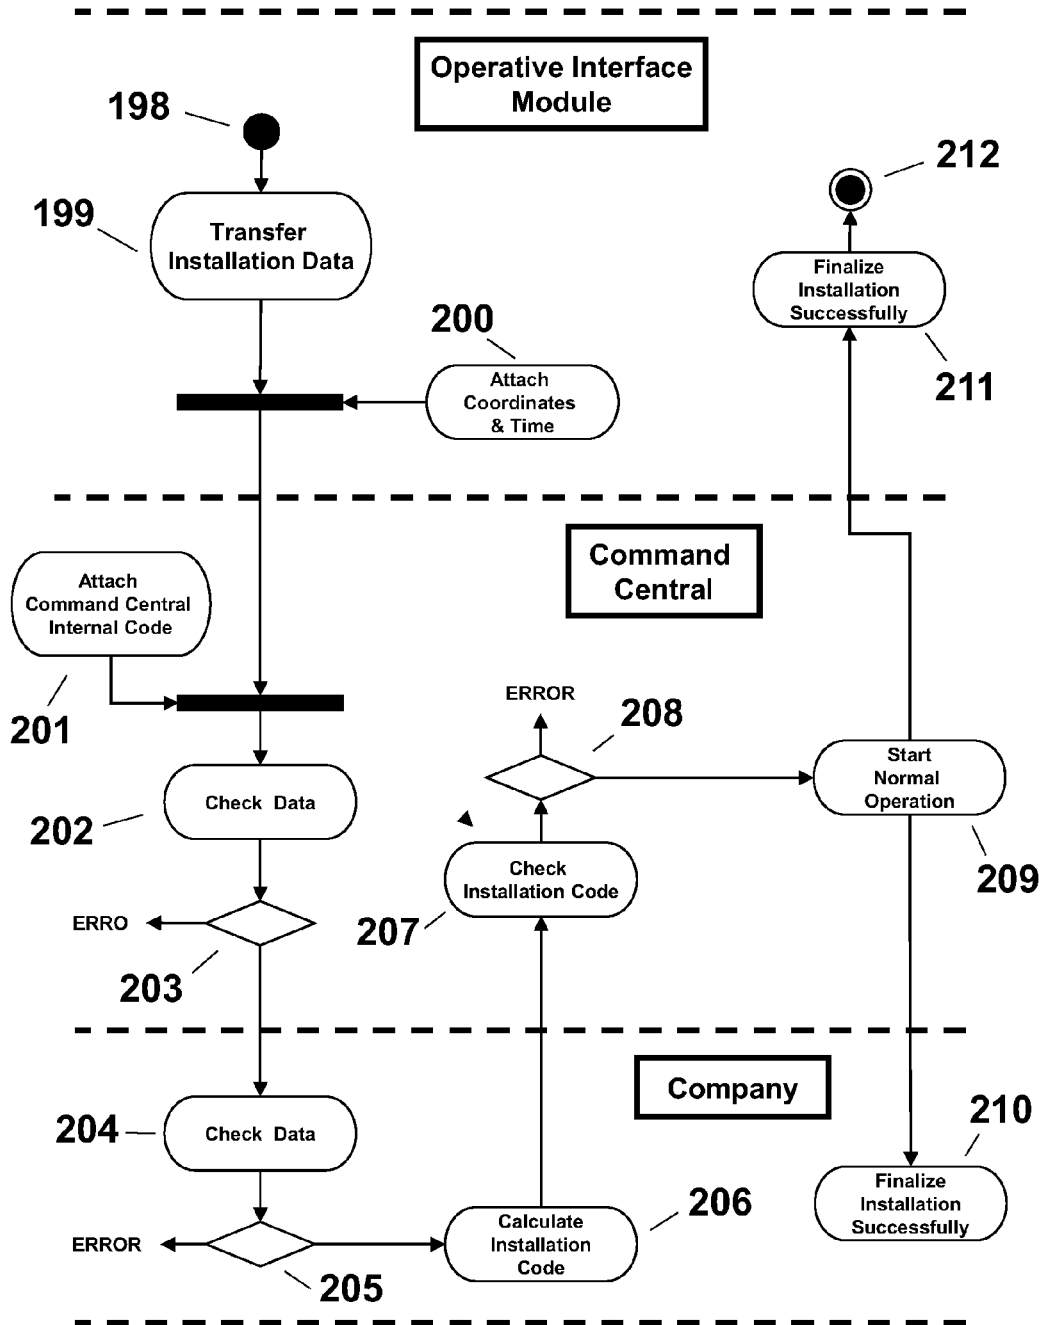 Operative Interface
Module
198
212
199
Transfer
Installation Data
Finalize
Installation
Successfully
200
211
Attach
Coordinates
& Time
Command
Central
Attach
Command Central
Internal Code
201
ERROR
208
Start
Normal
Operation
202
Check Data
Check
Installation Code
209
207
ERRO
203
Company
210
204
Check Data
Finalize
Installation
Successfully
206
Calculate
Installation
Code
ERROR
205